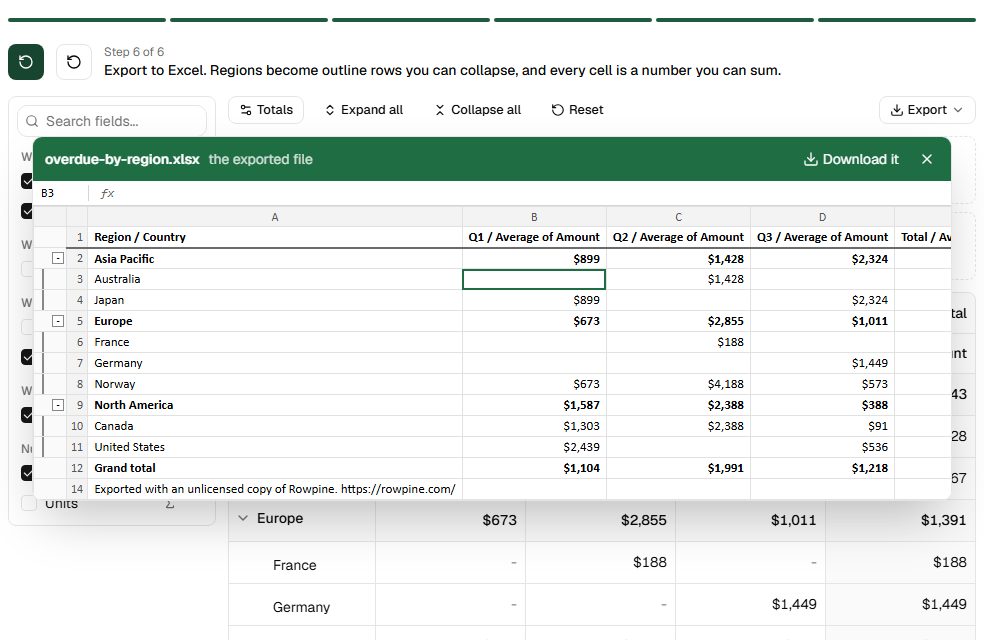 Step 6 of 6
Export to Excel. Regions become outline rows you can collapse, and every cell is a number you can sum.
Search fields...
Totals Expand all Collapse all Reset Export
overdue-by-region.xlsx the exported file Download it
B3 fx
A B C D
1 Region / Country Q1 / Average of Amount Q2 / Average of Amount Q3 / Average of Amount Total / Av
2 Asia Pacific $899 $1,428 $2,324
3 Australia $1,428
4 Japan $899 $2,324
5 Europe $673 $2,855 $1,011
6 France $188
7 Germany $1,449
8 Norway $673 $4,188 $573
9 North America $1,587 $2,388 $388
10 Canada $1,303 $2,388 $91
11 United States $2,439 $536
12 Grand total $1,104 $1,991 $1,218
14 Exported with an unlicensed copy of Rowpine. https://rowpine.com/
Units
Europe $673 $2,855 $1,011 $1,391
France - $188 - $188
Germany - - $1,449 $1,449